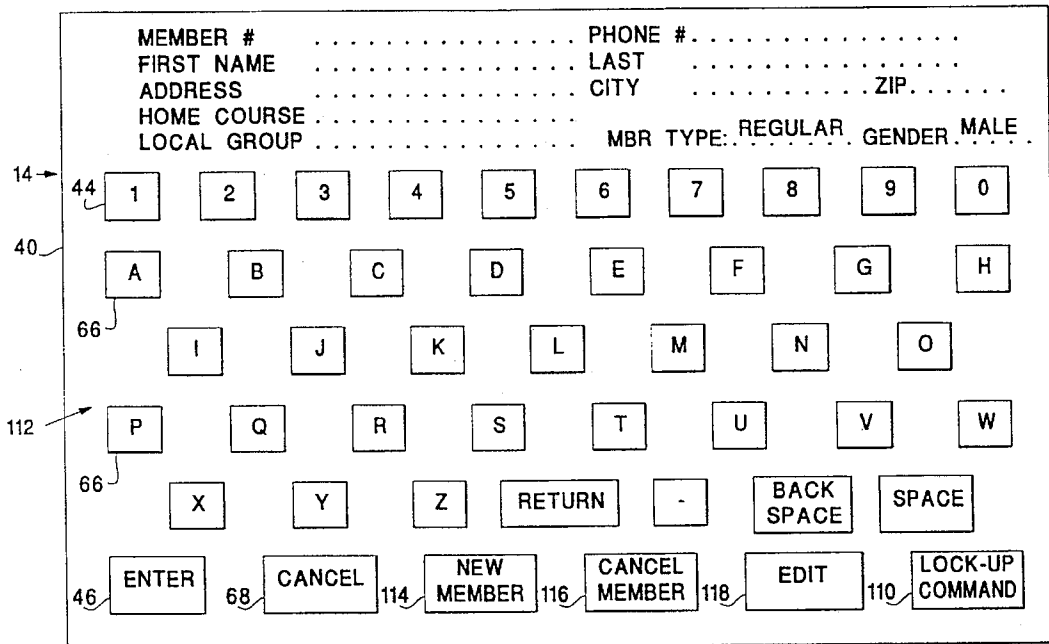 MEMBER # . . . . . . . . . . . . . . PHONE # . . . . . . . . . . . . . .
FIRST NAME . . . . . . . . . . . . . . LAST . . . . . . . . . . . . . .
ADDRESS . . . . . . . . . . . . . . CITY . . . . . . . . . . ZIP . . . . . .
HOME COURSE . . . . . . . . . . . . . .
LOCAL GROUP . . . . . . . . . . . . . . MBR TYPE: REGULAR GENDER MALE
14 44 1 2 3 4 5 6 7 8 9 0
40
A B C D E F G H
66
I J K L M N O
112 P Q R S T U V W
66
X Y Z RETURN - BACK SPACE SPACE
46 ENTER 68 CANCEL 114 NEW MEMBER 116 CANCEL MEMBER 118 EDIT 110 LOCK-UP COMMAND